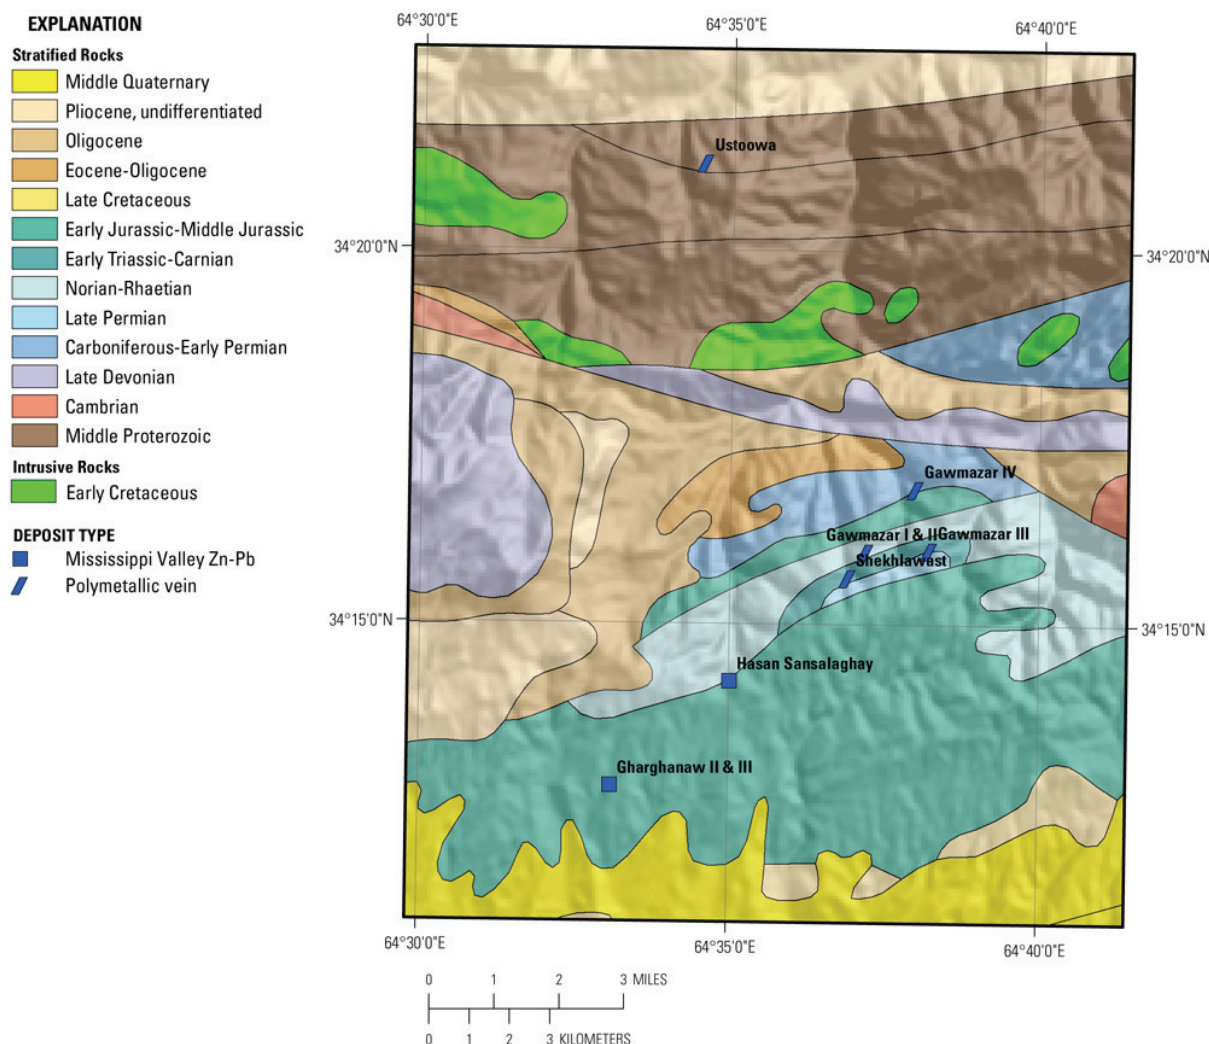 EXPLANATION
Stratified Rocks
Middle Quaternary
Pliocene, undifferentiated
Oligocene
Eocene-Oligocene
Late Cretaceous
Early Jurassic-Middle Jurassic
Early Triassic-Carnian
Norian-Rhaetian
Late Permian
Carboniferous-Early Permian
Late Devonian
Cambrian
Middle Proterozoic
Intrusive Rocks
Early Cretaceous
DEPOSIT TYPE
Mississippi Valley Zn-Pb
Polymetallic vein
64°30'0"E
64°35'0"E
64°40'0"E
Ustoowa
34°20'0"N
34°20'0"N
Gawmazar IV
Gawmazar I & II
Gawmazar III
Shekhlawast
34°15'0"N
34°15'0"N
Hasan Sansalaghay
Gharghanaw II & III
64°30'0"E
64°35'0"E
64°40'0"E
0 1 2 3 MILES
0 1 2 3 KILOMETERS